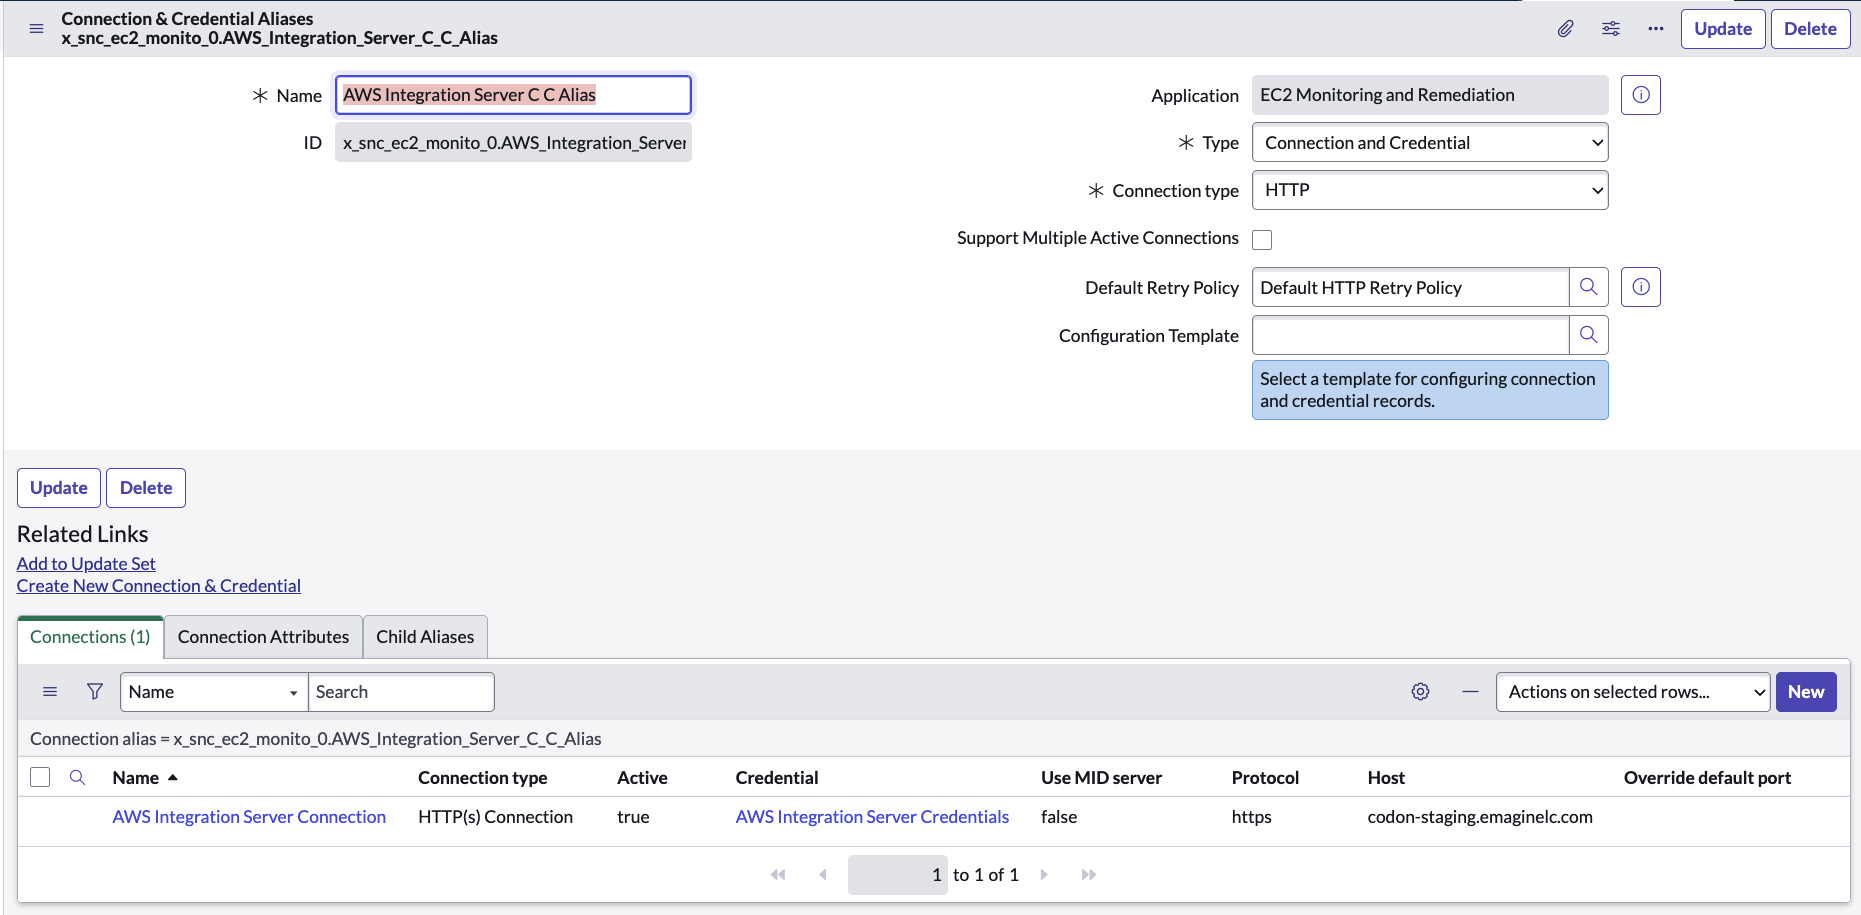 Connection & Credential Aliases
x_snc_ec2_monito_0.AWS_Integration_Server_C_C_Alias
Update
Delete
Name
AWS Integration Server C C Alias
ID
x_snc_ec2_monito_0.AWS_Integration_Server
Application
EC2 Monitoring and Remediation
Type
Connection and Credential
Connection type
HTTP
Support Multiple Active Connections
Default Retry Policy
Default HTTP Retry Policy
Configuration Template
Select a template for configuring connection
and credential records.
Update
Delete
Related Links
Add to Update Set
Create New Connection & Credential
Connections (1)
Connection Attributes
Child Aliases
Name
Search
Actions on selected rows...
New
Connection alias = x_snc_ec2_monito_0.AWS_Integration_Server_C_C_Alias
Name Connection type Active Credential Use MID server Protocol Host Override default port
AWS Integration Server Connection HTTP(s) Connection true AWS Integration Server Credentials false https codon-staging.emaginelc.com
1 to 1 of 1